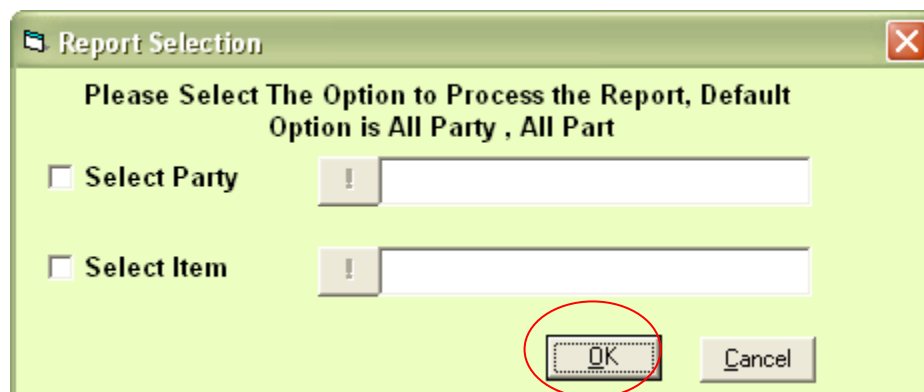 Report Selection
Please Select The Option to Process the Report, Default
Option is All Party , All Part
Select Party
!
Select Item
!
OK
Cancel